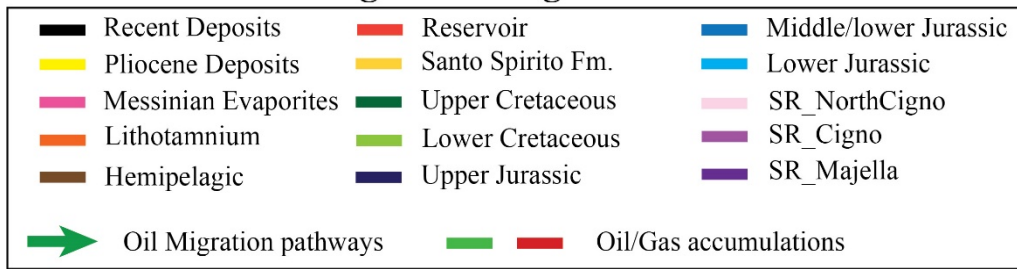 Recent Deposits Reservoir Middle/lower Jurassic
Pliocene Deposits Santo Spirito Fm. Lower Jurassic
Messinian Evaporites Upper Cretaceous SR_NorthCigno
Lithotamnium Lower Cretaceous SR_Cigno
Hemipelagic Upper Jurassic SR_Majella
Oil Migration pathways Oil/Gas accumulations